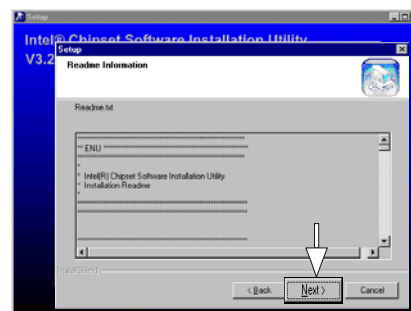 Setup
Intel® Chipset Software Installation Utility
V3.2
Setup
Readme Information
Readme.txt
************************************************************
** ENU ******************************************************
************************************************************
*
* Intel(R) Chipset Software Installation Utility
* Installation Readme
*
************************************************************
************************************************************
************************************************************
InstallShield
< Back
Next >
Cancel